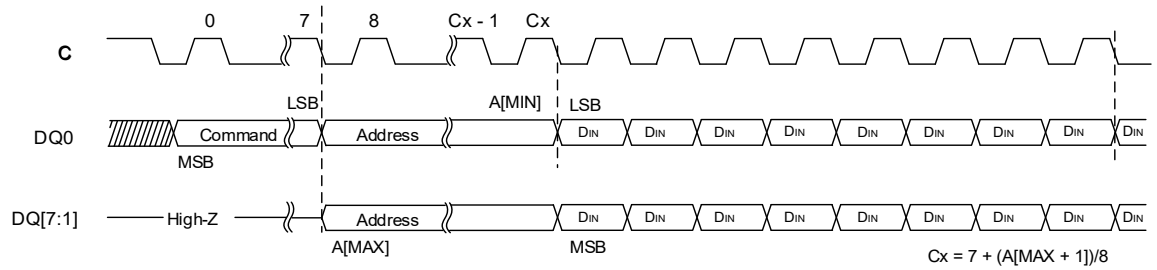 0 7 8 Cx - 1 Cx
C
LSB A[MIN] LSB
DQ0 Command Address DIN DIN DIN DIN DIN DIN DIN DIN DIN
MSB
DQ[7:1] High-Z Address DIN DIN DIN DIN DIN DIN DIN DIN DIN
A[MAX] MSB
Cx = 7 + (A[MAX + 1])/8